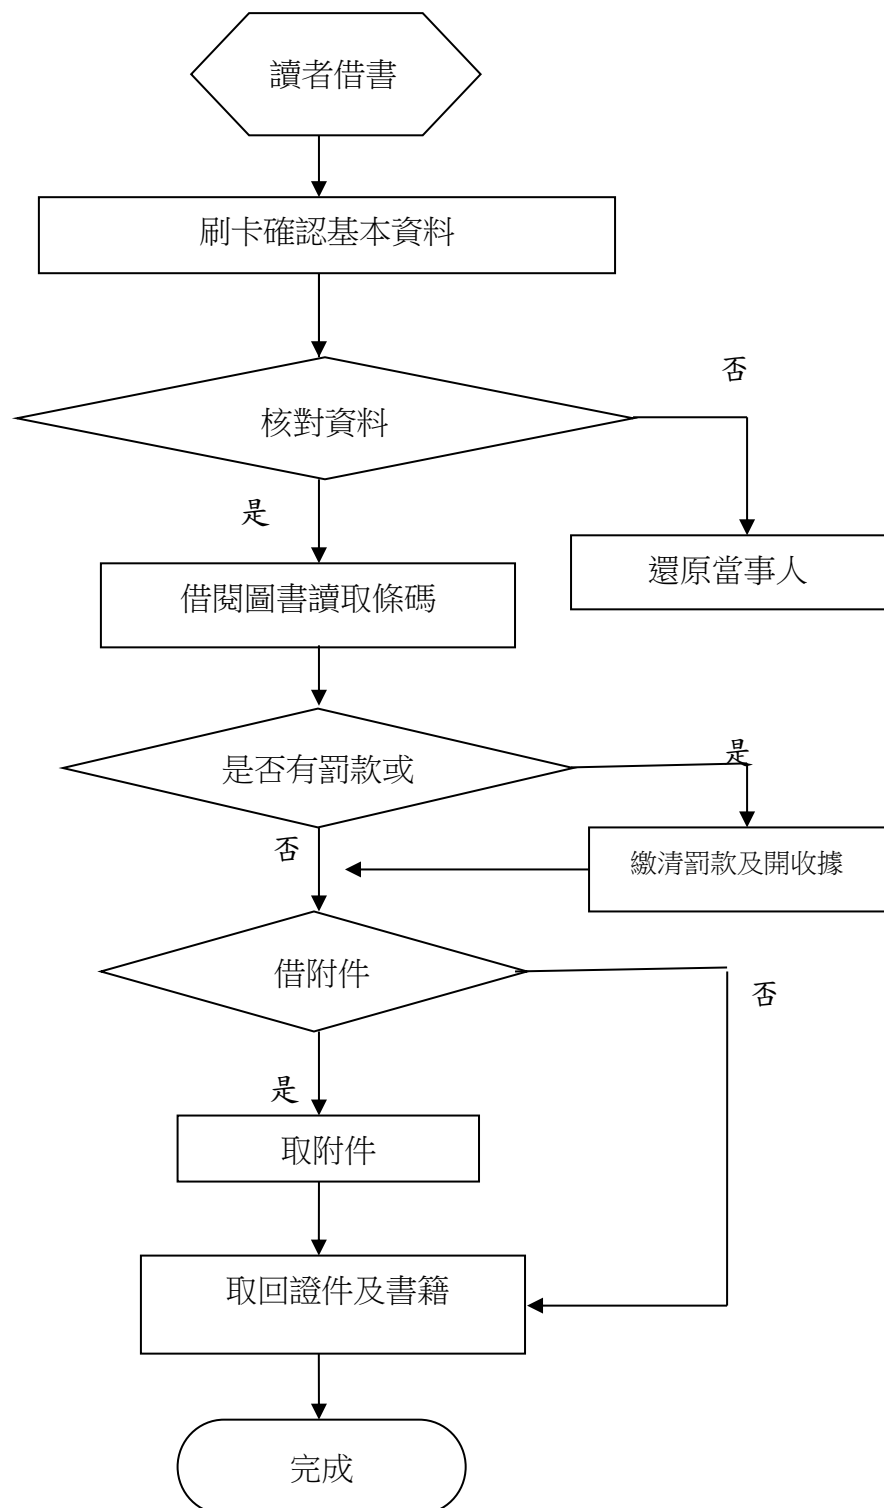 讀者借書
刷卡確認基本資料
否
核對資料
是
還原當事人
借閱圖書讀取條碼
是
是否有罰款或
否
繳清罰款及開收據
借附件
否
是
取附件
取回證件及書籍
完成